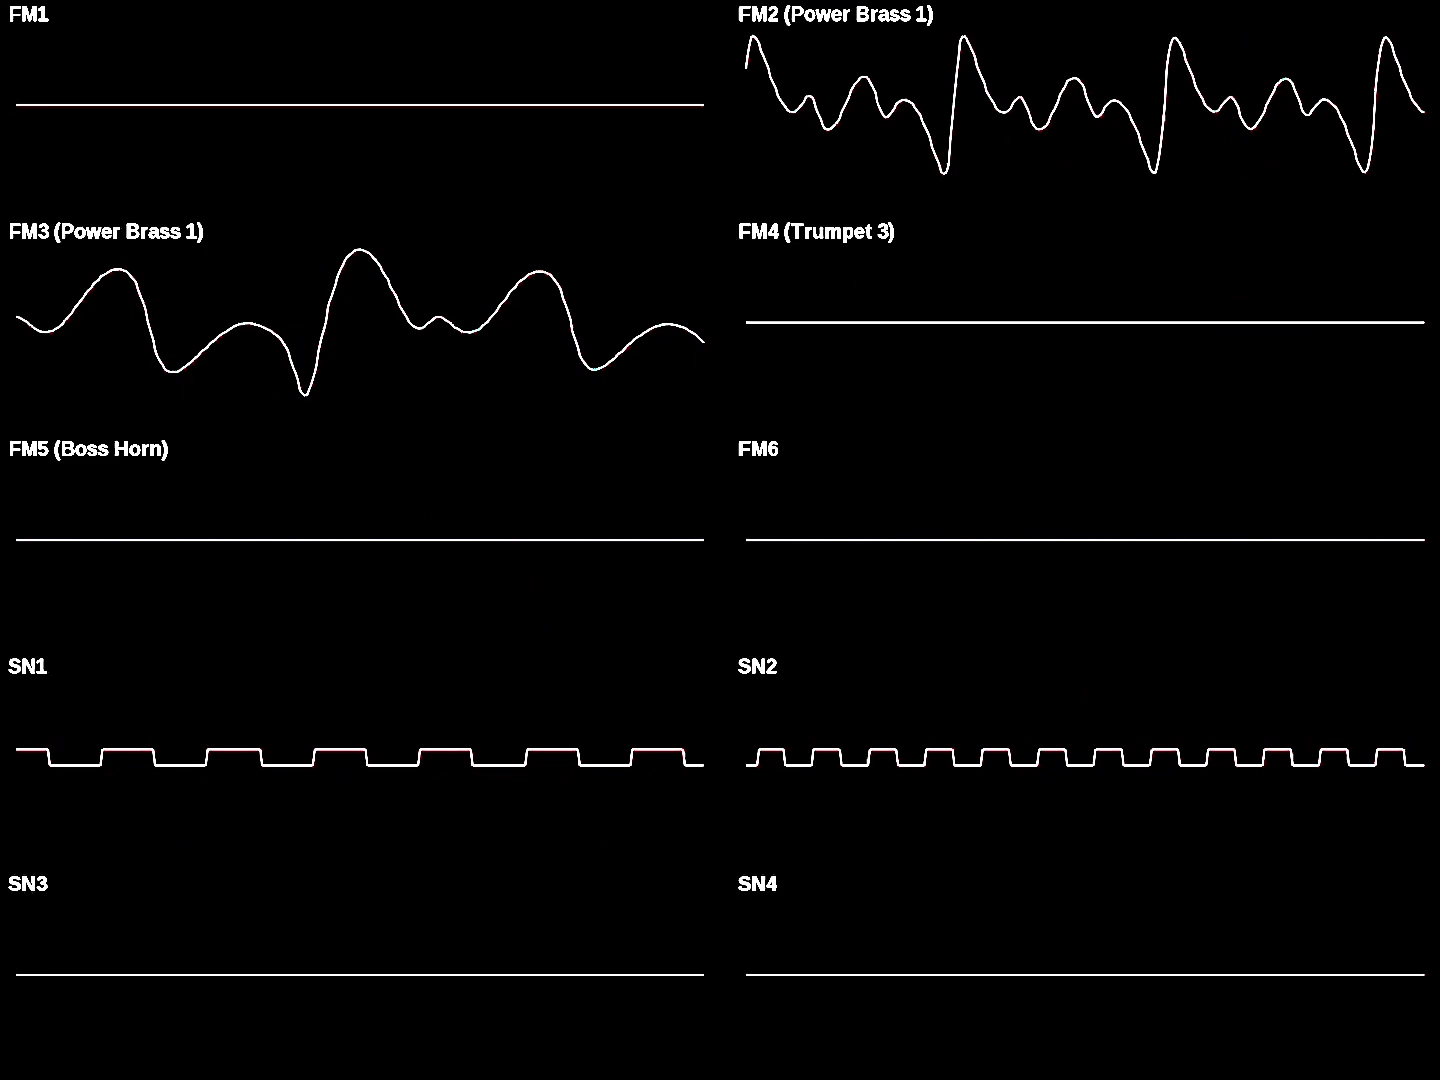 FM1
FM2 (Power Brass 1)
FM3 (Power Brass 1)
FM4 (Trumpet 3)
FM5 (Boss Horn)
FM6
SN1
SN2
SN3
SN4